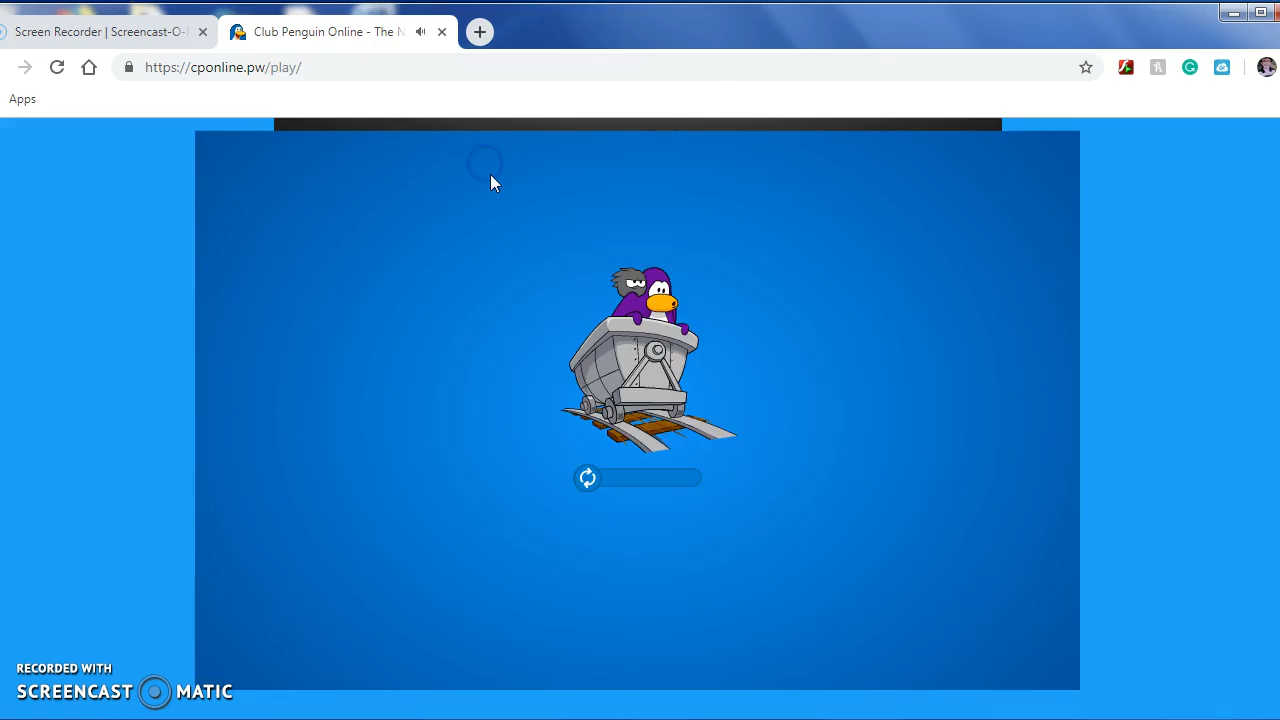 Screen Recorder | Screencast-O-
Club Penguin Online - The N
https://cponline.pw/play/
Apps
RECORDED WITH
SCREENCAST MATIC